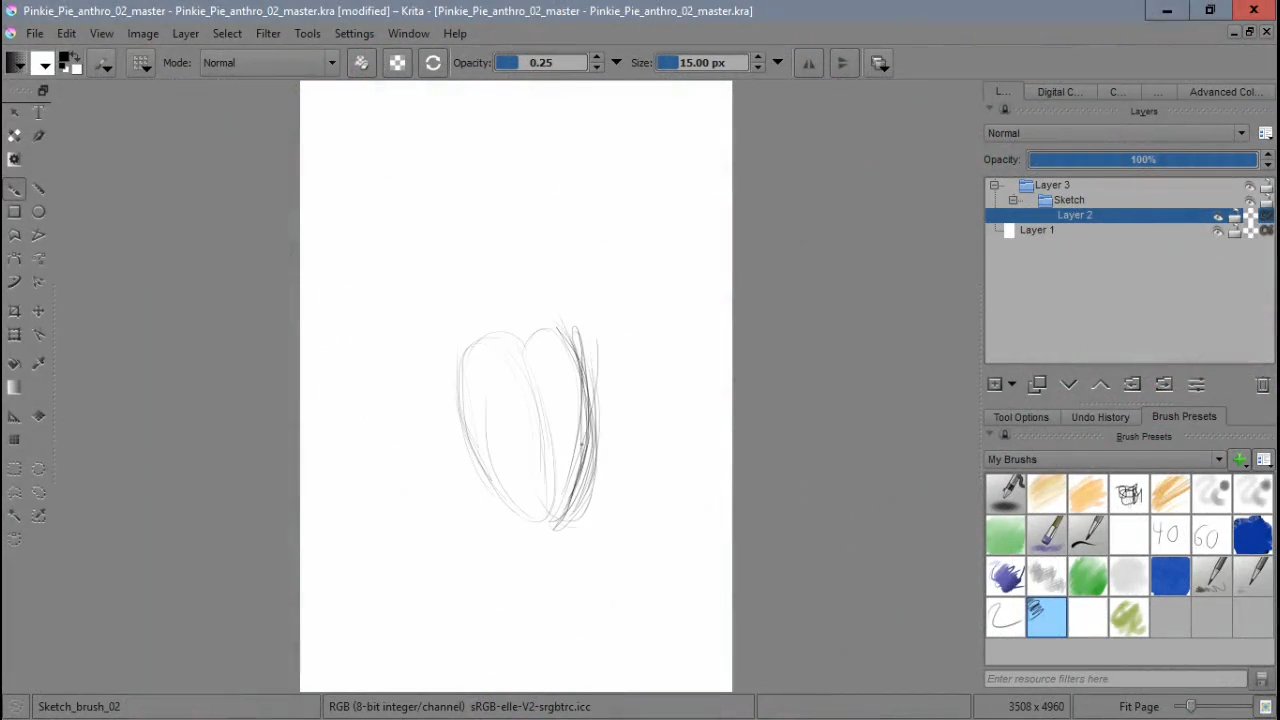 Pinkie_Pie_anthro_02_master - Pinkie_Pie_anthro_02_master.kra [modified] - Krita - [Pinkie_Pie_anthro_02_master - Pinkie_Pie_anthro_02_master.kra]
File Edit View Image Layer Select Filter Tools Settings Window Help
Mode: Normal Opacity: 0.25 Size: 15.00 px
L... Digital C... C... ... Advanced Col...
Layers
Normal
Opacity: 100%
Layer 3
Sketch
Layer 2
Layer 1
Tool Options Undo History Brush Presets
Brush Presets
My Brushes
40 60
Enter resource filters here
Sketch_brush_02 RGB (8-bit integer/channel) sRGB-elle-V2-srgbtrc.icc 3508 x 4960 Fit Page